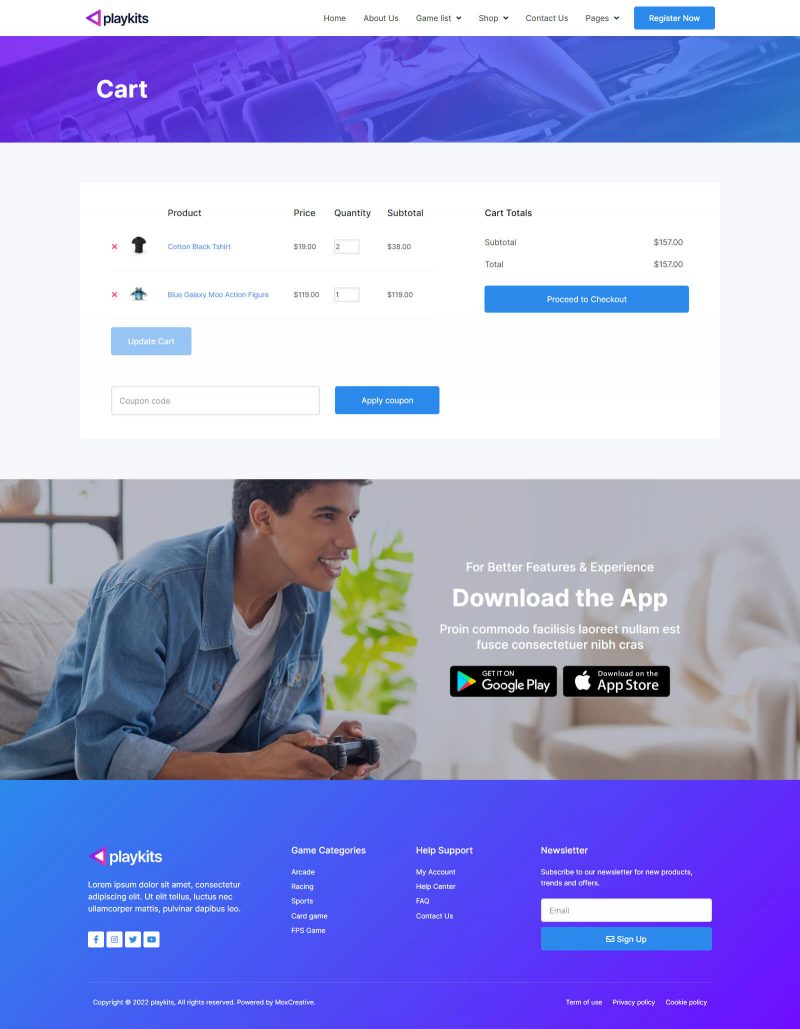 playkits
Home About Us Game list Shop Contact Us Pages Register Now
Cart
Product Price Quantity Subtotal
Cotton Black Tshirt $19.00 2 $38.00
Blue Galaxy Moo Action Figure $119.00 1 $119.00
Update Cart
Coupon code Apply coupon
Cart Totals
Subtotal $157.00
Total $157.00
Proceed to Checkout
For Better Features & Experience
Download the App
Proin commodo facilisis laoreet nullam est
fusce consectetuer nibh cras
GET IT ON
Google Play
Download on the
App Store
playkits
Lorem ipsum dolor sit amet, consectetur
adipiscing elit. Ut elit tellus, luctus nec
ullamcorper mattis, pulvinar dapibus leo.
Game Categories
Arcade
Racing
Sports
Card game
FPS Game
Help Support
My Account
Help Center
FAQ
Contact Us
Newsletter
Subscribe to our newsletter for new products,
trends and offers.
Email
Sign Up
Copyright © 2022 playkits, All rights reserved. Powered by MoxCreative.
Term of use Privacy policy Cookie policy